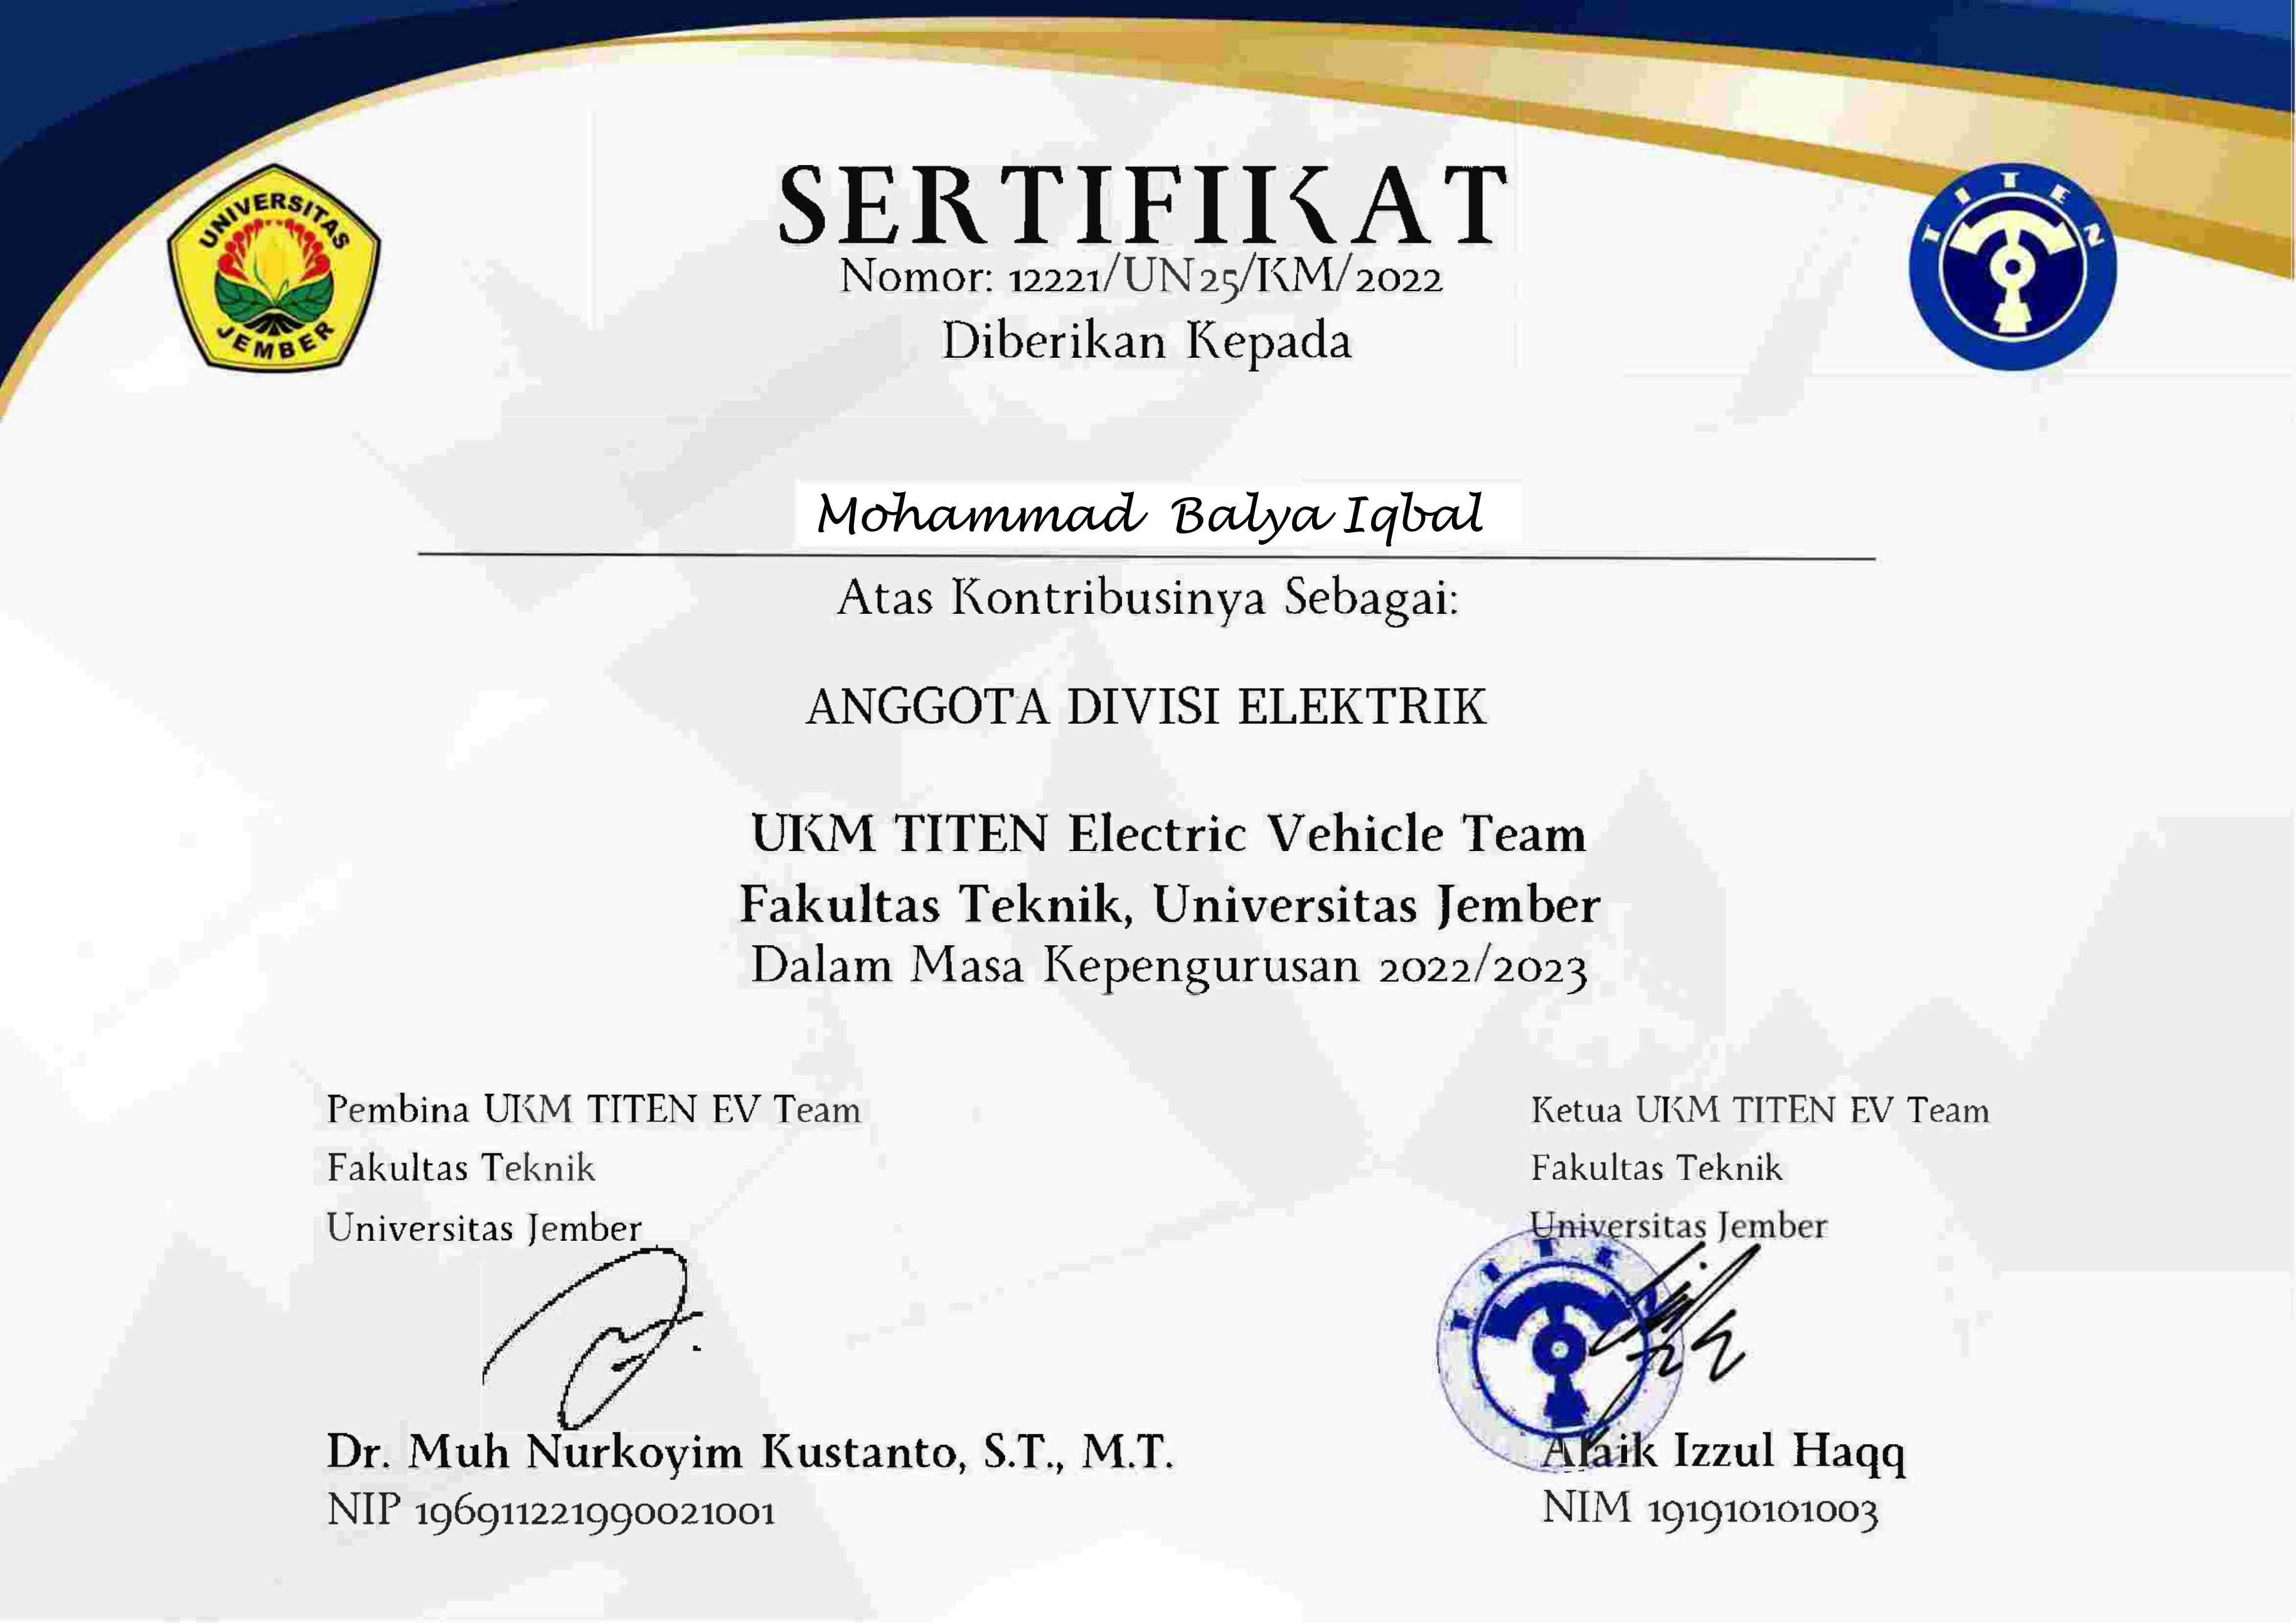 UNIVERSITAS
JEMBER
TITEN
SERTIFIKAT
Nomor: 12221/UN25/KM/2022
Diberikan Kepada
Mohammad Balya Iqbal
Atas Kontribusinya Sebagai:
ANGGOTA DIVISI ELEKTRIK
UKM TITEN Electric Vehicle Team
Fakultas Teknik, Universitas Jember
Dalam Masa Kepengurusan 2022/2023
Pembina UKM TITEN EV Team
Fakultas Teknik
Universitas Jember
Dr. Muh Nurkoyim Kustanto, S.T., M.T.
NIP 196911221990021001
Ketua UKM TITEN EV Team
Fakultas Teknik
Universitas Jember
TITE
Alaik Izzul Haqq
NIM 191910101003